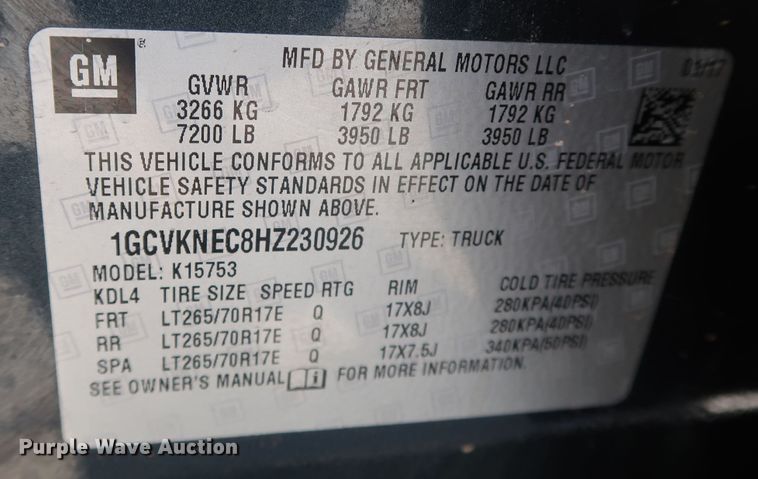 GM
MFD BY GENERAL MOTORS LLC
01/17
GVWR GAWR FRT GAWR RR
3266 KG 1792 KG 1792 KG
7200 LB 3950 LB 3950 LB
THIS VEHICLE CONFORMS TO ALL APPLICABLE U.S. FEDERAL MOTOR
VEHICLE SAFETY STANDARDS IN EFFECT ON THE DATE OF
MANUFACTURE SHOWN ABOVE.
1GCVKNEC8HZ230926 TYPE: TRUCK
MODEL: K15753
KDL4 TIRE SIZE SPEED RTG RIM COLD TIRE PRESSURE
FRT LT265/70R17E Q 17X8J 280KPA(40PSI)
RR LT265/70R17E Q 17X8J 280KPA(40PSI)
SPA LT265/70R17E Q 17X7.5J 340KPA(50PSI)
SEE OWNER'S MANUAL FOR MORE INFORMATION.
Purple Wave Auction